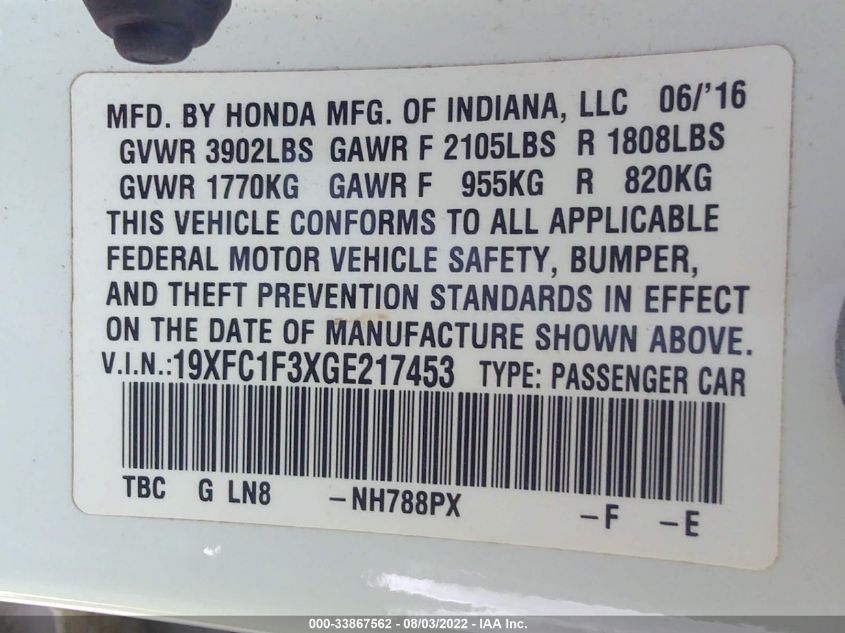 MFD. BY HONDA MFG. OF INDIANA, LLC 06/'16
GVWR 3902LBS GAWR F 2105LBS R 1808LBS
GVWR 1770KG GAWR F 955KG R 820KG
THIS VEHICLE CONFORMS TO ALL APPLICABLE
FEDERAL MOTOR VEHICLE SAFETY, BUMPER,
AND THEFT PREVENTION STANDARDS IN EFFECT
ON THE DATE OF MANUFACTURE SHOWN ABOVE.
V.I.N.:19XFC1F3XGE217453 TYPE: PASSENGER CAR
TBC G LN8 -NH788PX -F -E
000-33867562 - 08/03/2022 - IAA Inc.